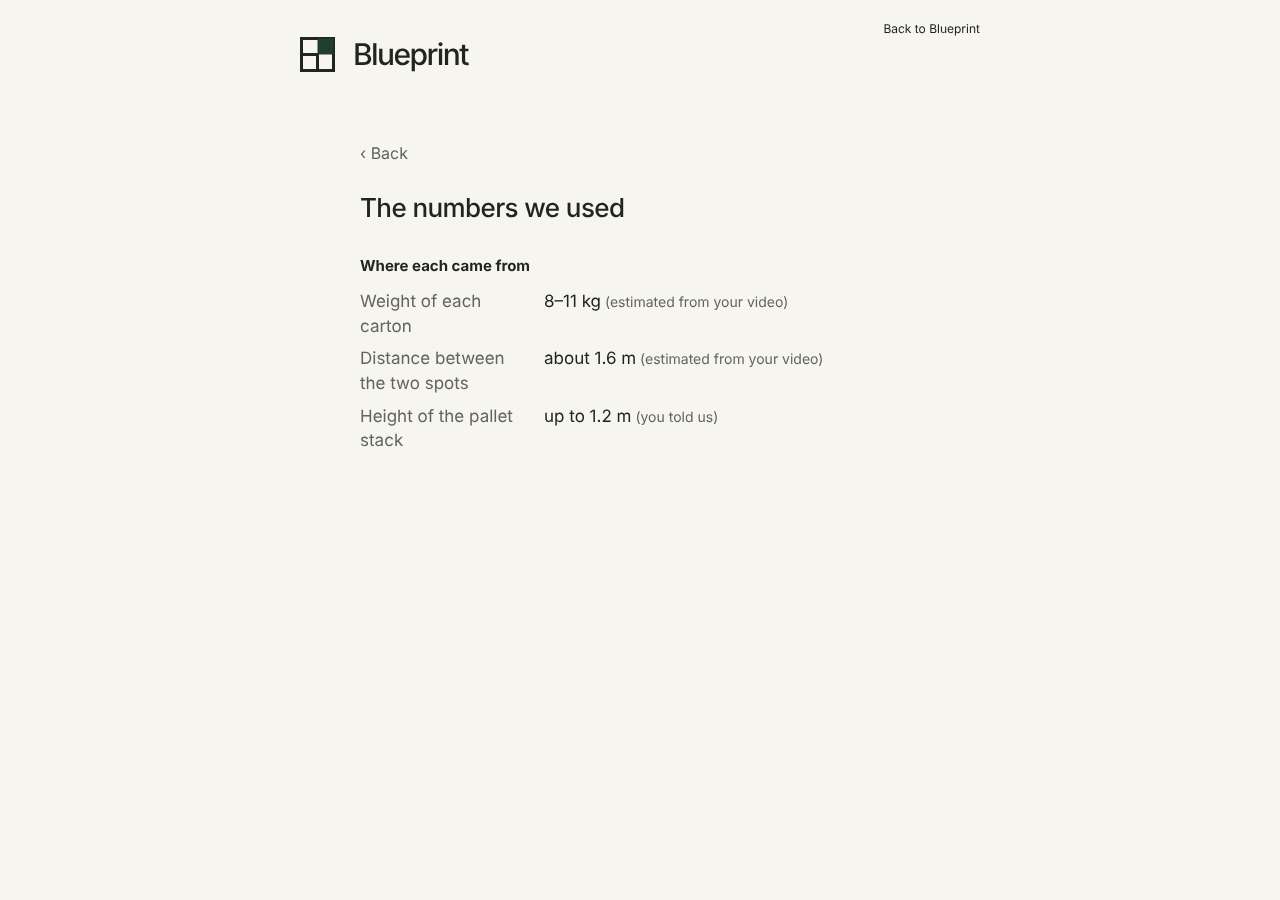 Back to Blueprint
Blueprint
‹ Back
The numbers we used
Where each came from
Weight of each carton
8–11 kg (estimated from your video)
Distance between the two spots
about 1.6 m (estimated from your video)
Height of the pallet stack
up to 1.2 m (you told us)